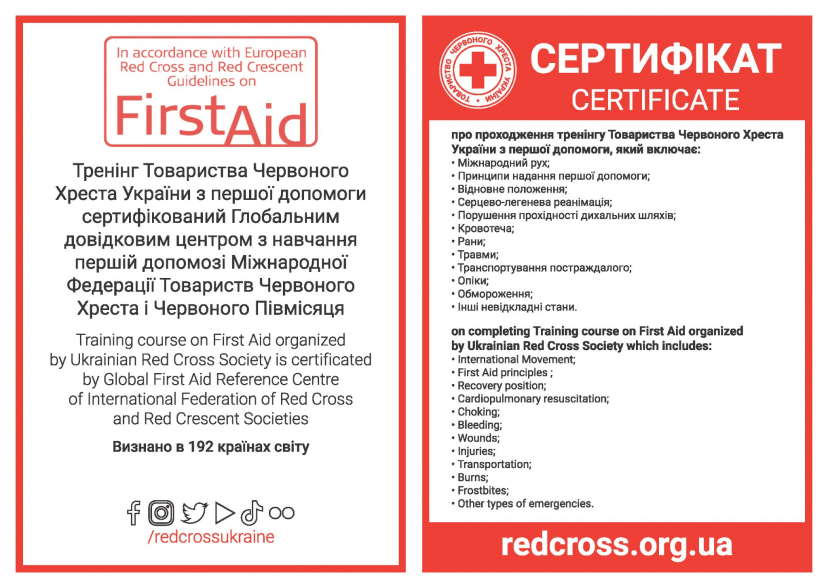 In accordance with European
Red Cross and Red Crescent
Guidelines on
FirstAid
Тренінг Товариства Червоного
Хреста України з першої допомоги
сертифікований Глобальним
довідковим центром з навчання
першій допомозі Міжнародної
Федерації Товариств Червоного
Хреста і Червоного Півмісяця
Training course on First Aid organized
by Ukrainian Red Cross Society is certificated
by Global First Aid Reference Centre
of International Federation of Red Cross
and Red Crescent Societies
Визнано в 192 країнах світу
/redcrossukraine
ТОВАРИСТВО ЧЕРВОНОГО ХРЕСТА УКРАЇНИ
СЕРТИФІКАТ
CERTIFICATE
про проходження тренінгу Товариства Червоного Хреста
України з першої допомоги, який включає:
• Міжнародний рух;
• Принципи надання першої допомоги;
• Відновне положення;
• Серцево-легенева реанімація;
• Порушення прохідності дихальних шляхів;
• Кровотеча;
• Рани;
• Травми;
• Транспортування постраждалого;
• Опіки;
• Обмороження;
• Інші невідкладні стани.
on completing Training course on First Aid organized
by Ukrainian Red Cross Society which includes:
• International Movement;
• First Aid principles ;
• Recovery position;
• Cardiopulmonary resuscitation;
• Choking;
• Bleeding;
• Wounds;
• Injuries;
• Transportation;
• Burns;
• Frostbites;
• Other types of emergencies.
redcross.org.ua